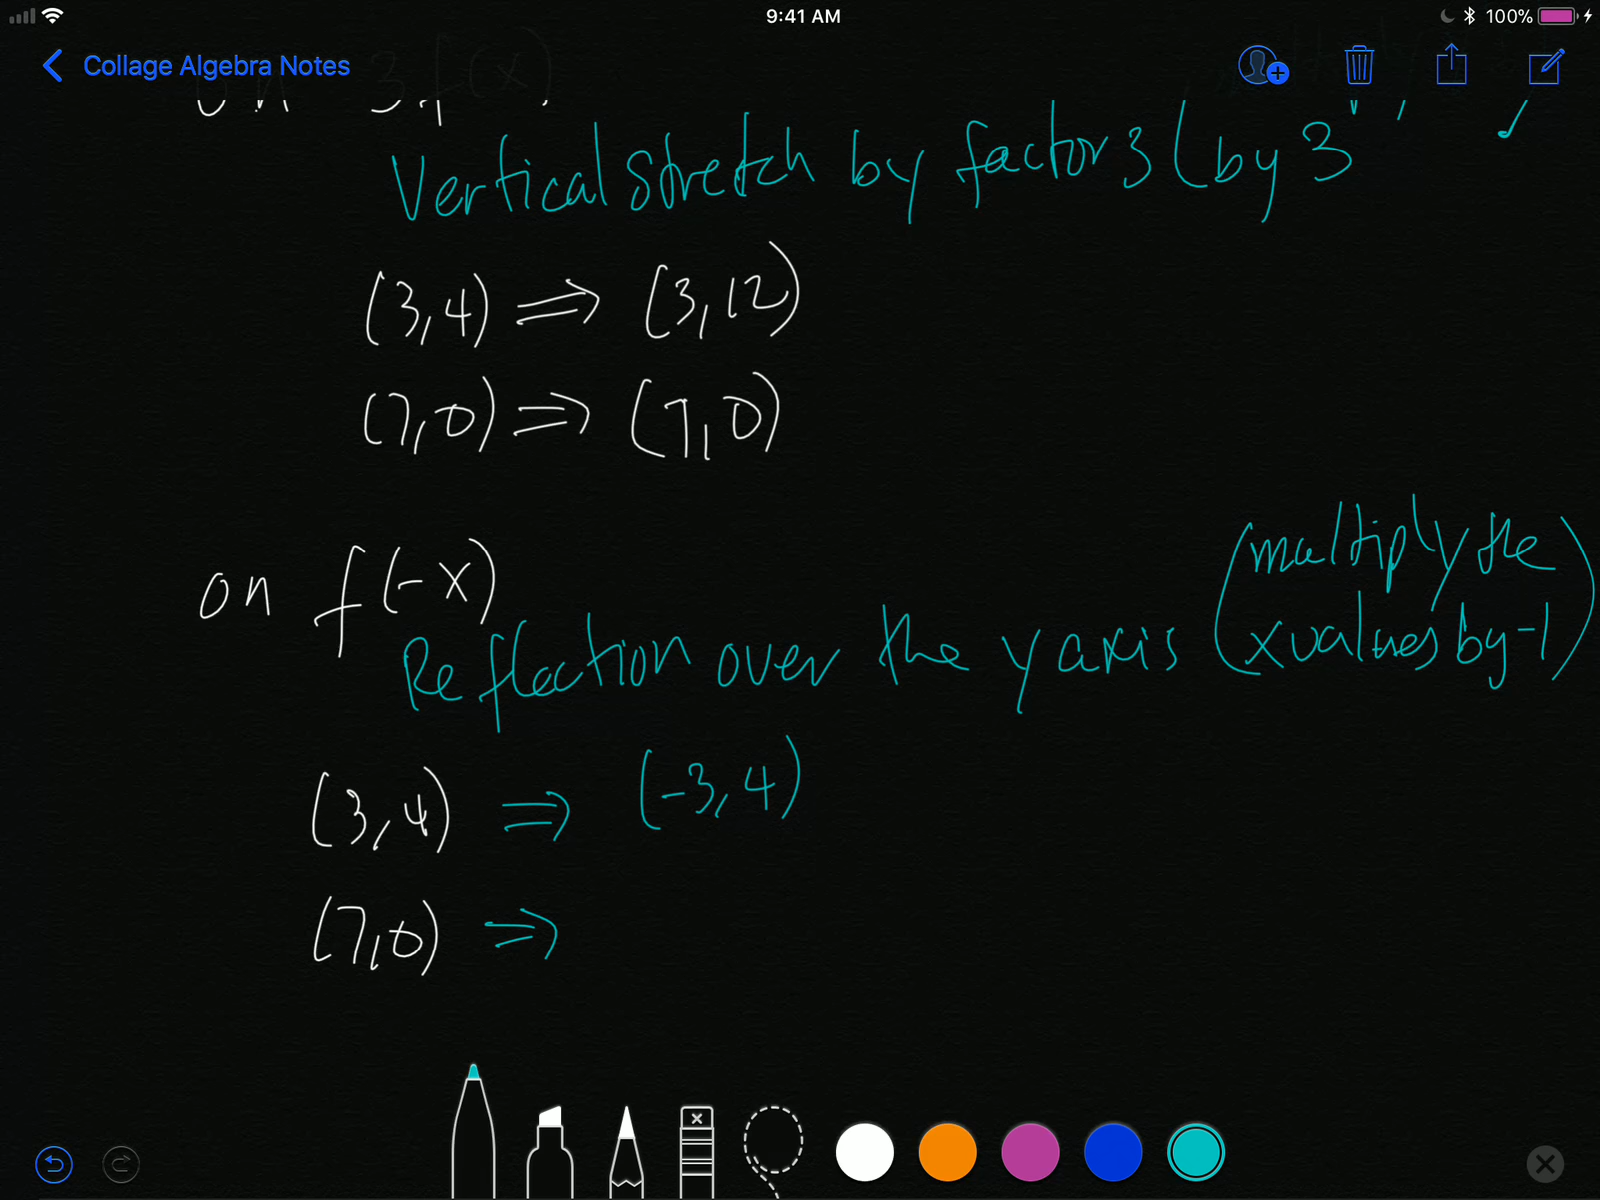 9:41 AM
100%
Collage Algebra Notes
on 3f(x)
Vertical stretch by factor 3 (by 3
(3,4) ⇒ (3,12)
(7,0) ⇒ (7,0)
on f(-x)
Reflection over the y axis (multiply the
x values by -1)
(3,4) ⇒ (-3,4)
(7,0) ⇒